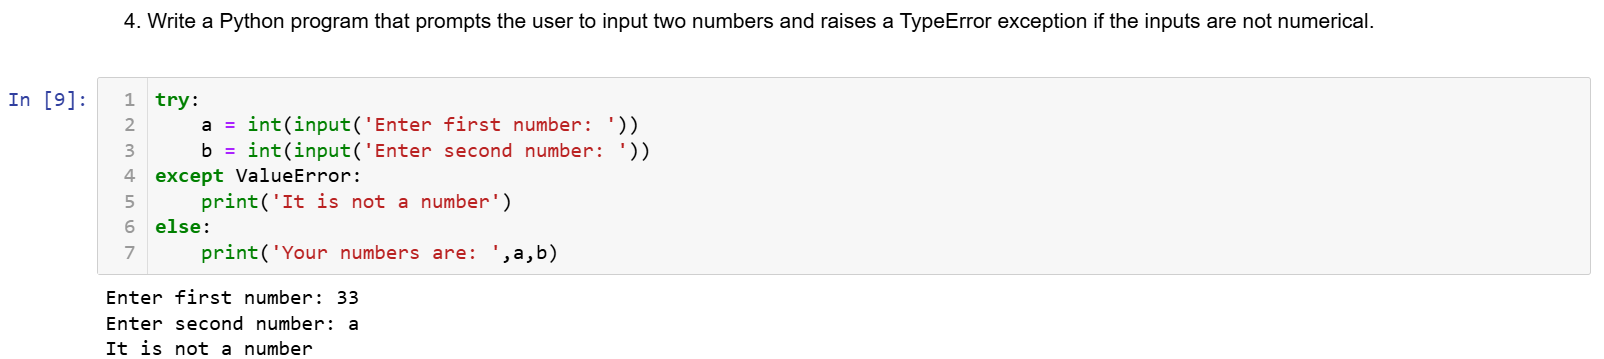 4. Write a Python program that prompts the user to input two numbers and raises a TypeError exception if the inputs are not numerical.
In [9]:
1 try:
2     a = int(input('Enter first number: '))
3     b = int(input('Enter second number: '))
4 except ValueError:
5     print('It is not a number')
6 else:
7     print('Your numbers are: ',a,b)
Enter first number: 33
Enter second number: a
It is not a number